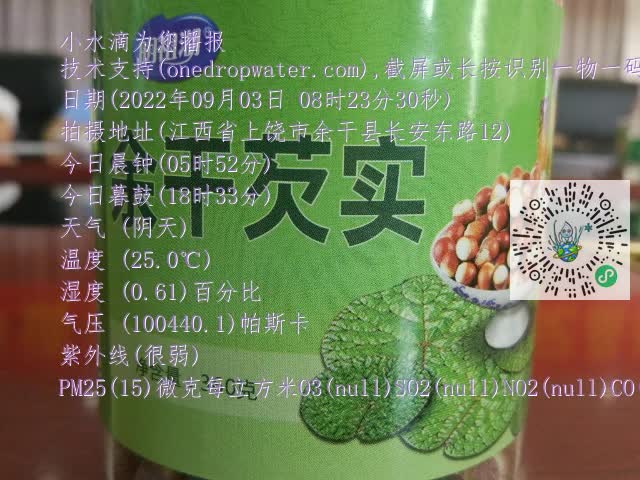 小水滴为您播报
技术支持(onedropwater.com),截屏或长按识别一物一码
日期(2022年09月03日 08时23分30秒)
拍摄地址(江西省上饶市余干县长安东路12)
今日晨钟(05时52分)
余干芡实
今日暮鼓(18时33分)
天气 (阴天)
温度 (25.0℃)
湿度 (0.61)百分比
气压 (100440.1)帕斯卡
紫外线(很弱)
净含量
克
PM25(15)微克每立方米O3(null)SO2(null)NO2(null)CO(